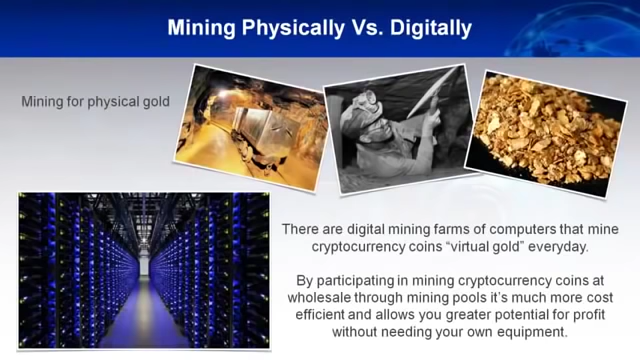 Mining Physically Vs. Digitally
Mining for physical gold
There are digital mining farms of computers that mine
cryptocurrency coins “virtual gold” everyday.
By participating in mining cryptocurrency coins at
wholesale through mining pools it’s much more cost
efficient and allows you greater potential for profit
without needing your own equipment.